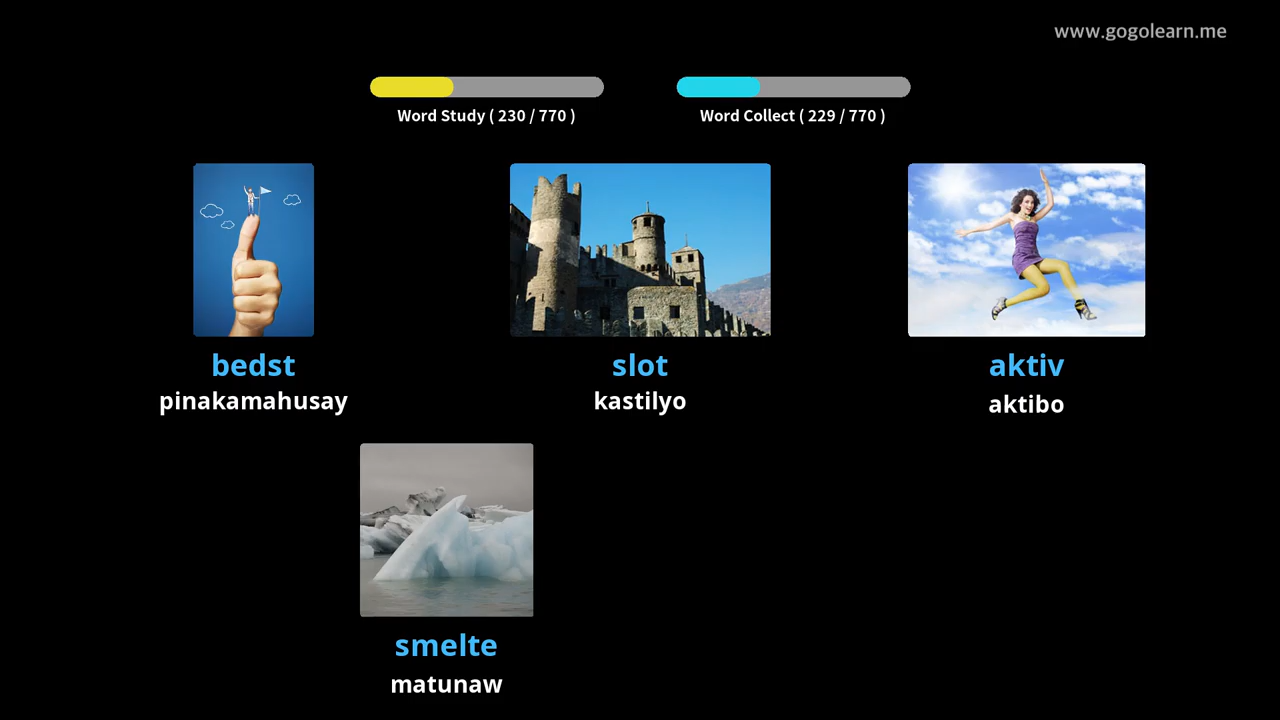 www.gogolearn.me
Word Study ( 230 / 770 )
Word Collect ( 229 / 770 )
bedst
pinakamahusay
slot
kastilyo
aktiv
aktibo
smelte
matunaw